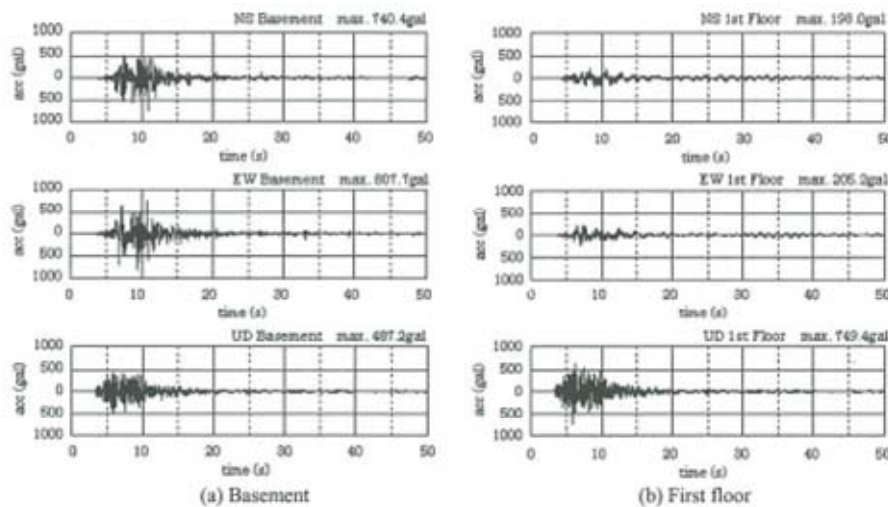 NS Basement max. 740.4gal
1000
500
0
500
1000
acc (gal)
0 10 20 30 40 50
time (s)
EW Basement max. 807.7gal
1000
500
0
500
1000
acc (gal)
0 10 20 30 40 50
time (s)
UD Basement max. 487.2gal
1000
500
0
500
1000
acc (gal)
0 10 20 30 40 50
time (s)
(a) Basement
NS 1st Floor max. 198.0gal
1000
500
0
500
1000
acc (gal)
0 10 20 30 40 50
time (s)
EW 1st Floor max. 205.2gal
1000
500
0
500
1000
acc (gal)
0 10 20 30 40 50
time (s)
UD 1st Floor max. 749.4gal
1000
500
0
500
1000
acc (gal)
0 10 20 30 40 50
time (s)
(b) First floor